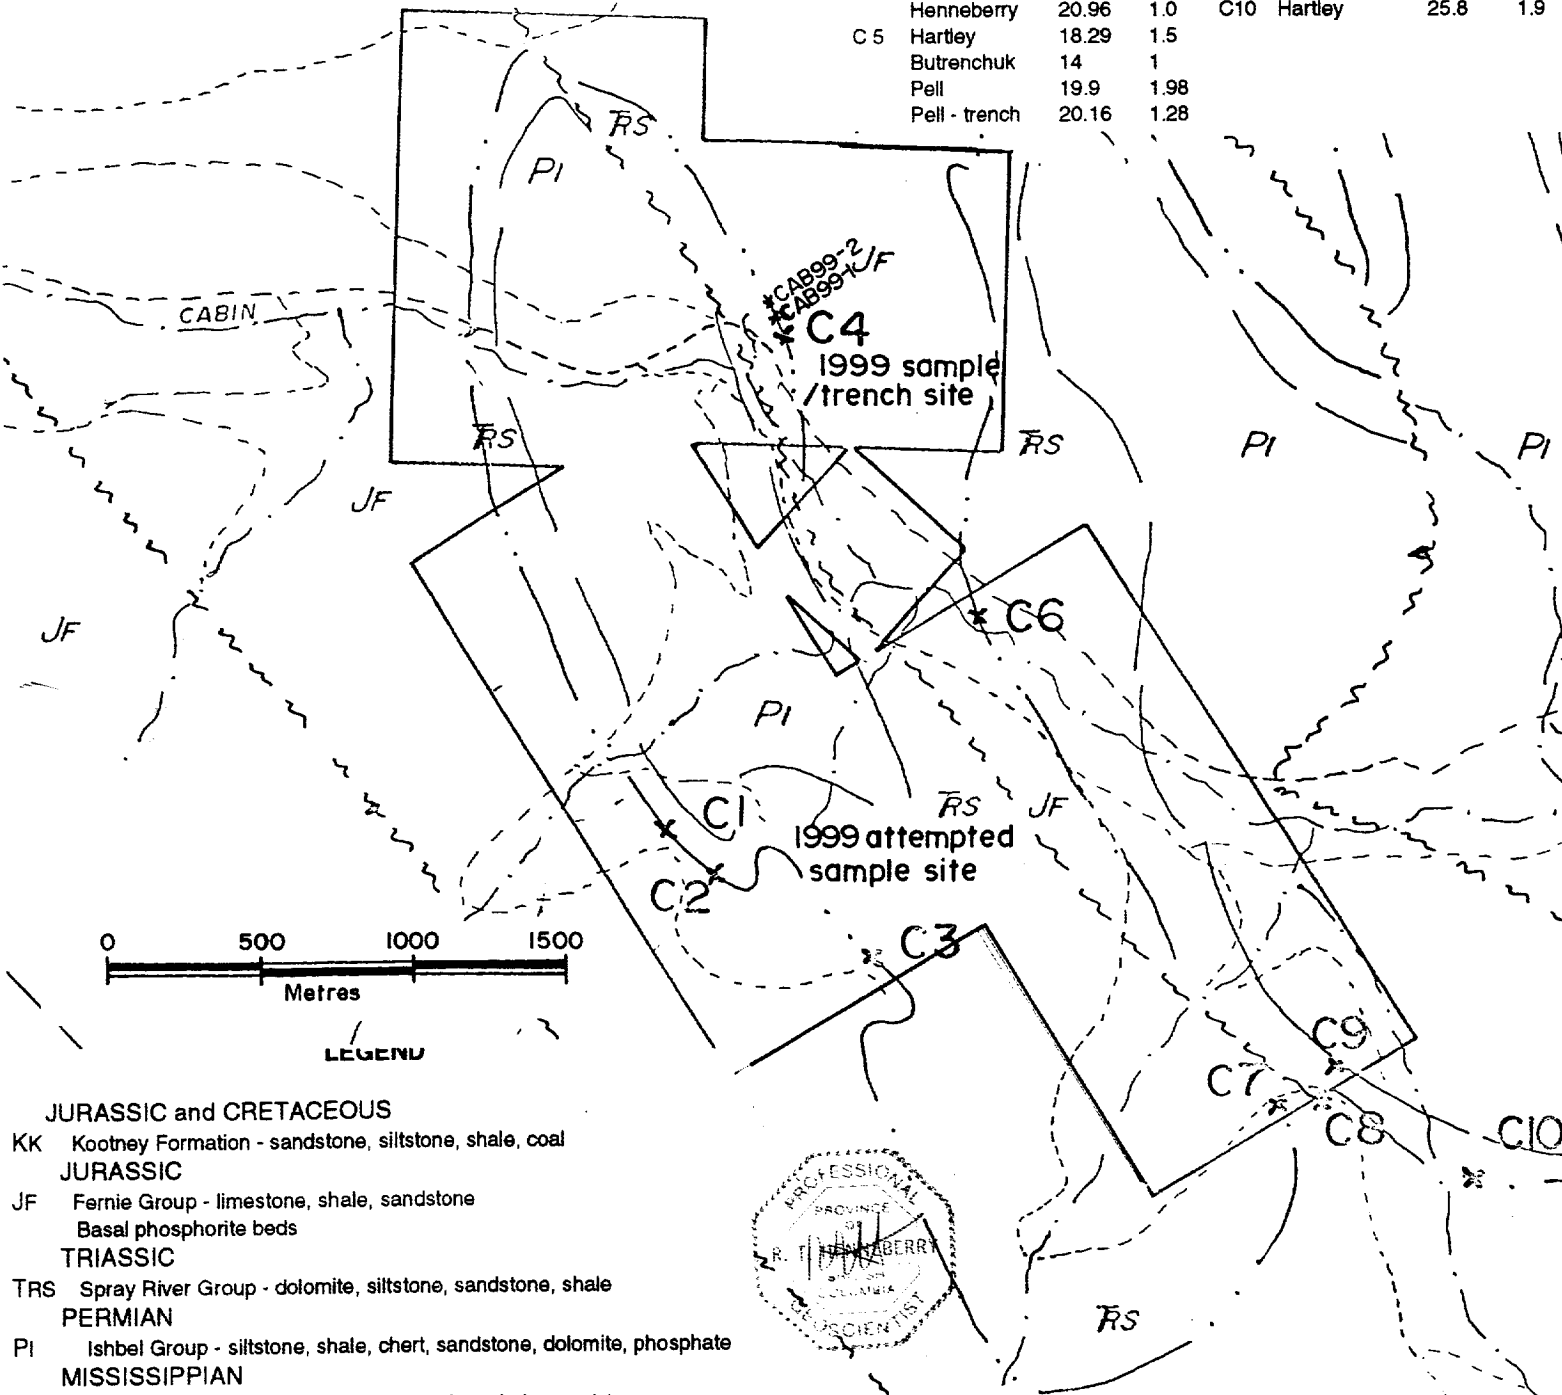 Henneberry 20.96 1.0 C10 Hartley 25.8 1.9
C 5 Hartley 18.29 1.5
Butrenchuk 14 1
Pell 19.9 1.98
Pell - trench 20.16 1.28
TRS
PI
JF
CAB99-2
CAB99-1
CABIN
C4
1999 sample
/trench site
TRS
TRS
PI
PI
JF
JF
C6
PI
C1
TRS
JF
1999 attempted
sample site
C2
C3
0 500 1000 1500
Metres
C9
C7
C8
C10
LEGEND
JURASSIC and CRETACEOUS
KK Kootney Formation - sandstone, siltstone, shale, coal
JURASSIC
JF Fernie Group - limestone, shale, sandstone
Basal phosphorite beds
TRIASSIC
TRS Spray River Group - dolomite, siltstone, sandstone, shale
PERMIAN
PI Ishbel Group - siltstone, shale, chert, sandstone, dolomite, phosphate
MISSISSIPPIAN
PROFESSIONAL
PROVINCE
OF
COLUMBIA
GEOSCIENTIST
TRS